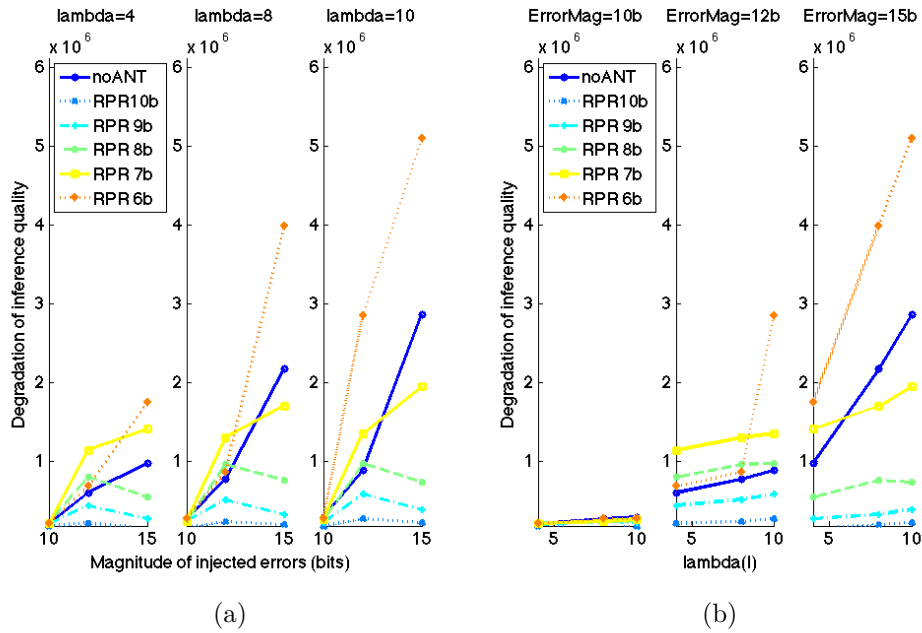 lambda=4 lambda=8 lambda=10
x 10^6 x 10^6 x 10^6
6
5
4
3
2
1
10 15
6
5
4
3
2
1
10 15
6
5
4
3
2
1
10 15
noANT
RPR10b
RPR 9b
RPR 8b
RPR 7b
RPR 6b
Degradation of inference quality
Magnitude of injected errors (bits)
(a)
ErrorMag=10b ErrorMag=12b ErrorMag=15b
x 10^6 x 10^6 x 10^6
6
5
4
3
2
1
5 10
6
5
4
3
2
1
5 10
6
5
4
3
2
1
5 10
noANT
RPR10b
RPR 9b
RPR 8b
RPR 7b
RPR 6b
Degradation of inference quality
lambda(l)
(b)